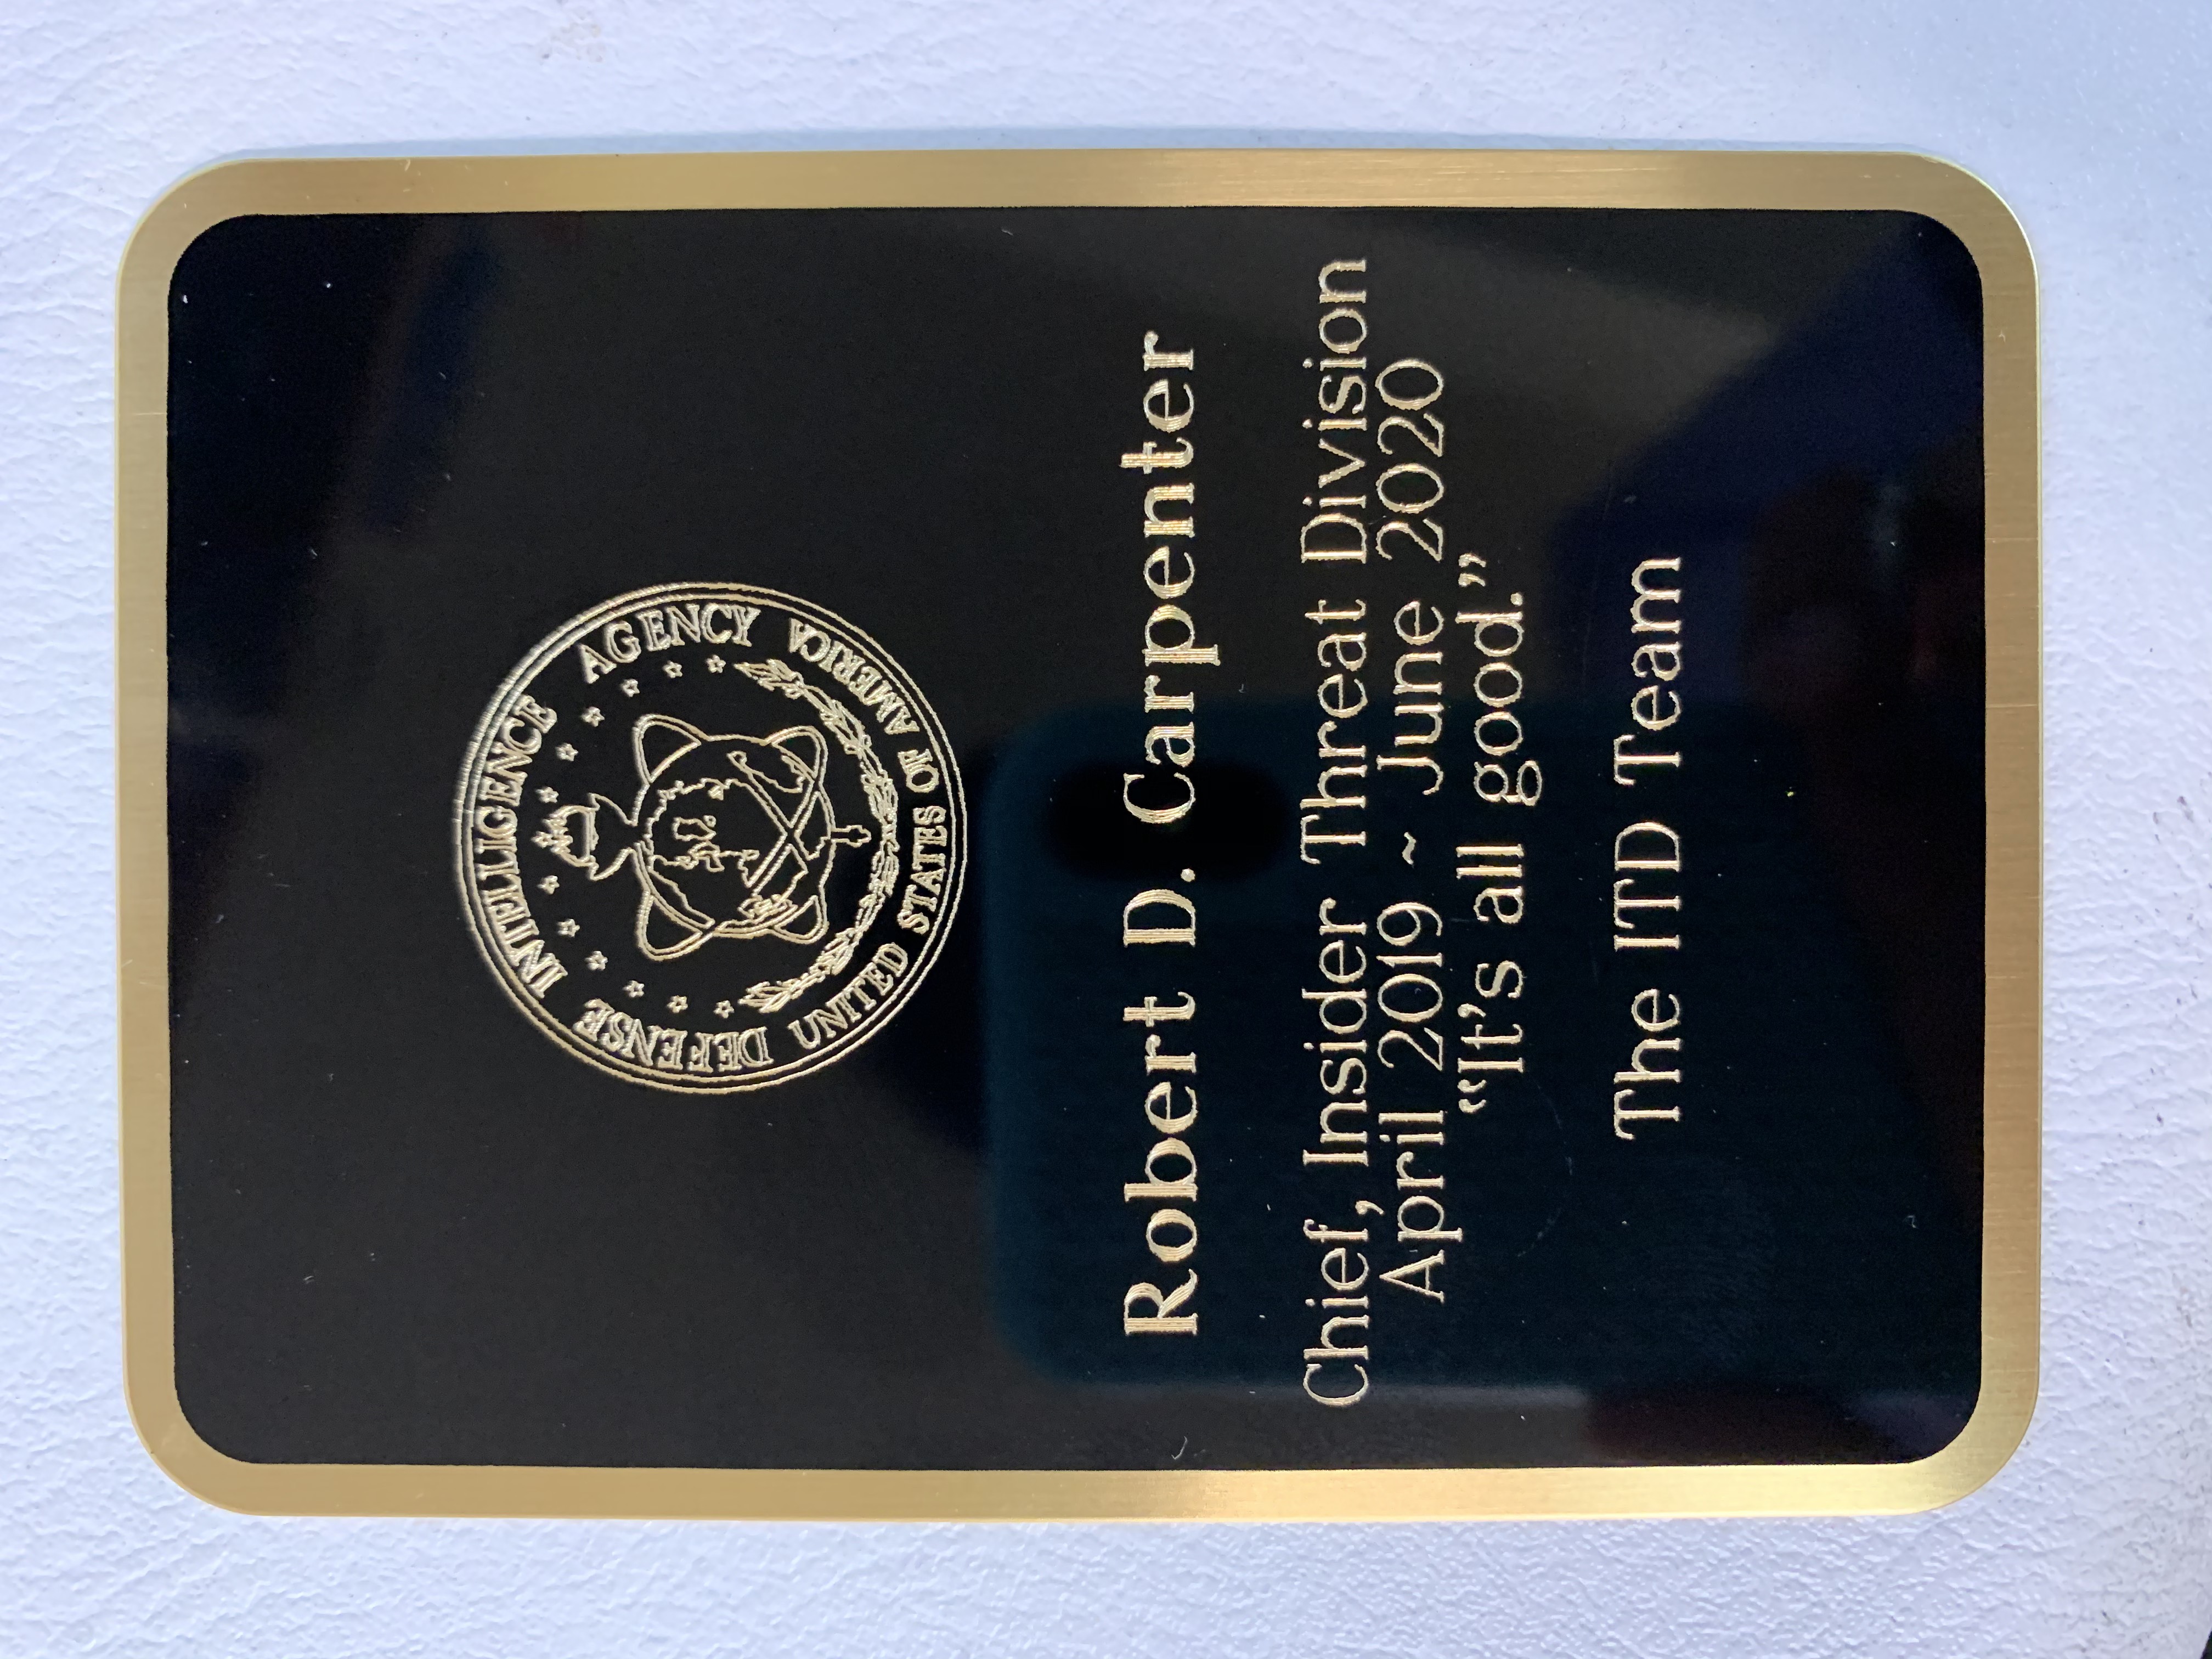 DEFENSE INTELLIGENCE AGENCY
UNITED STATES OF AMERICA
Robert D. Carpenter
Chief, Insider Threat Division
April 2019 ~ June 2020
“It’s all good.”
The ITD Team